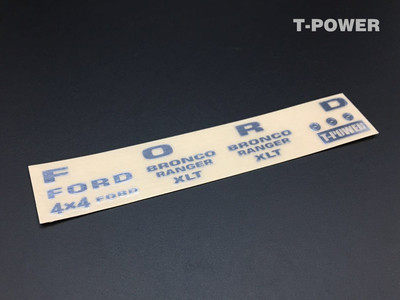 T-POWER
F O R D
FORD
4x4 FORD
BRONCO
RANGER
XLT
BRONCO
RANGER
XLT
T-POWER